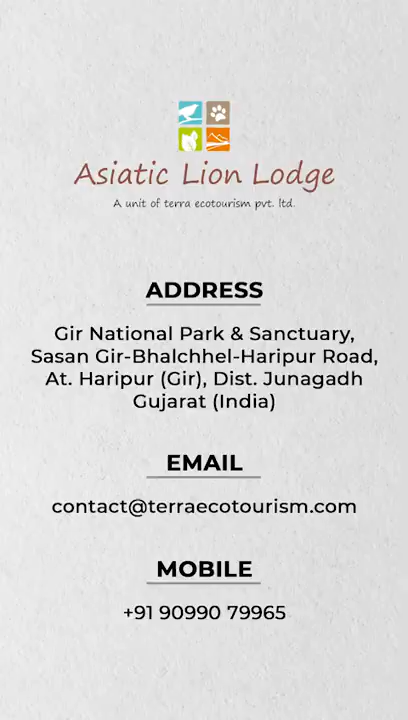 Asiatic Lion Lodge
A unit of terra ecotourism pvt. ltd.
ADDRESS
Gir National Park & Sanctuary,
Sasan Gir-Bhalchhel-Haripur Road,
At. Haripur (Gir), Dist. Junagadh
Gujarat (India)
EMAIL
contact@terraecotourism.com
MOBILE
+91 90990 79965